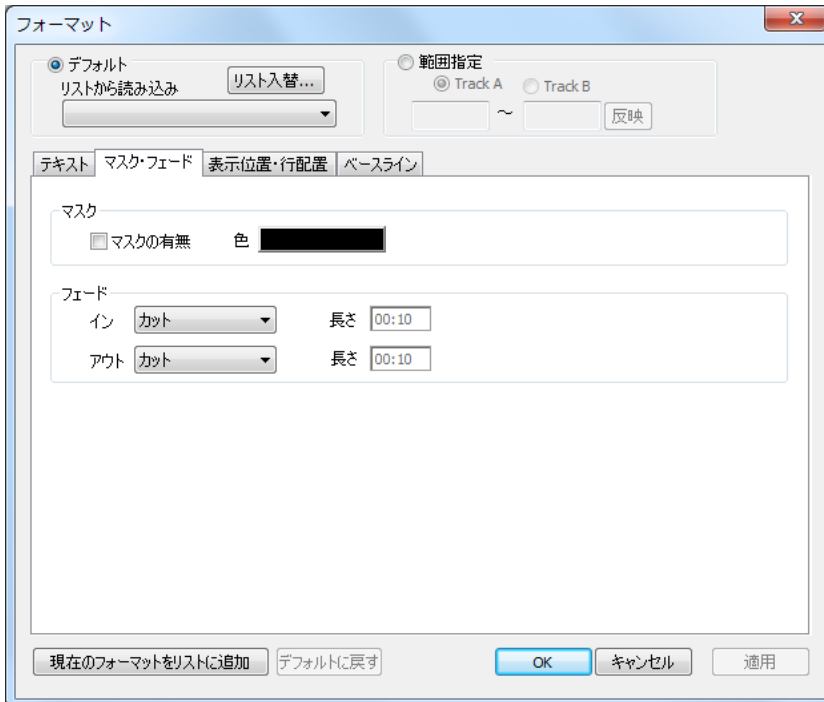 フォーマット
デフォルト
リストから読み込み
リスト入替...
範囲指定
Track A
Track B
～
反映
テキスト
マスク・フェード
表示位置・行配置
ベースライン
マスク
マスクの有無
色
フェード
イン
カット
長さ
00:10
アウト
カット
長さ
00:10
現在のフォーマットをリストに追加
デフォルトに戻す
OK
キャンセル
適用